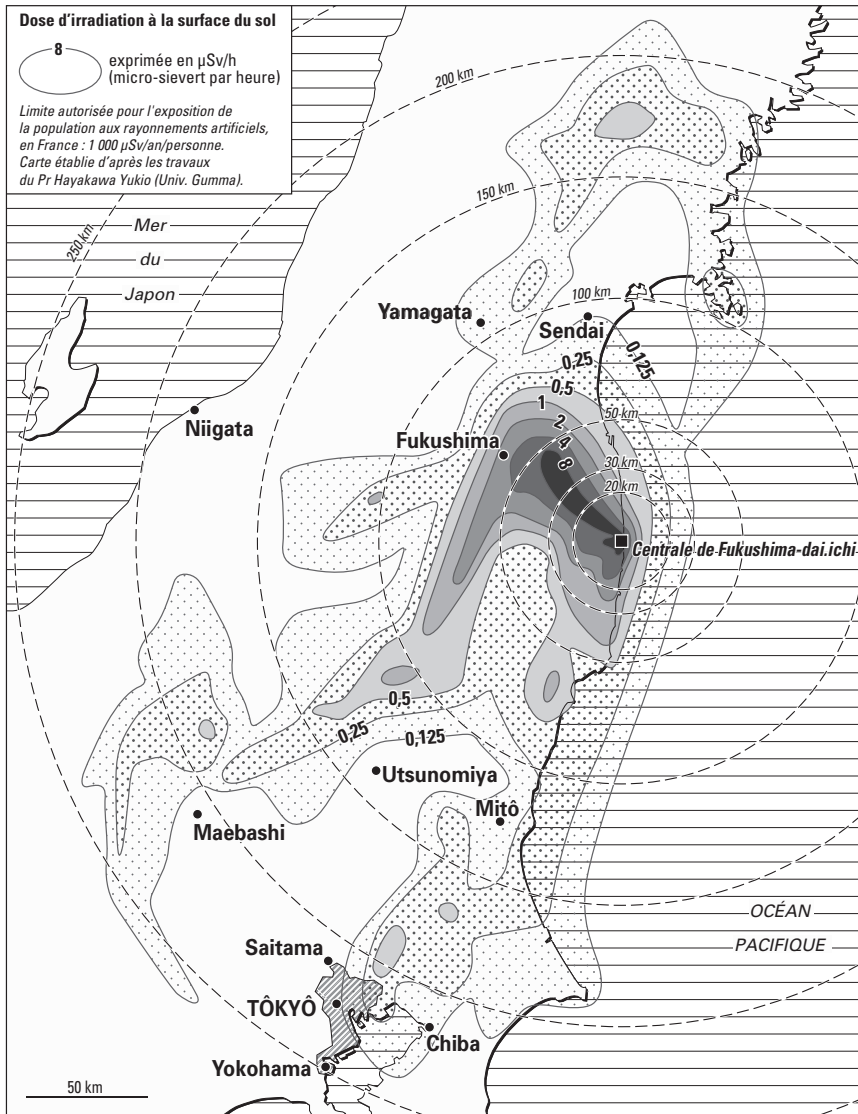 Dose d'irradiation à la surface du sol
8
exprimée en µSv/h
(micro-sievert par heure)
Limite autorisée pour l'exposition de
la population aux rayonnements artificiels,
en France : 1 000 µSv/an/personne.
Carte établie d'après les travaux
du Pr Hayakawa Yukio (Univ. Gumma).
200 km
150 km
250 km
Mer
du
Japon
100 km
Yamagata
Sendai
0,25
0,125
0,5
1
2
4
8
50 km
Niigata
Fukushima
30 km
20 km
Centrale de Fukushima-dai.ichi
0,5
0,25
0,125
Utsunomiya
Mitô
Maebashi
OCÉAN
PACIFIQUE
Saitama
TÔKYÔ
Chiba
Yokohama
50 km